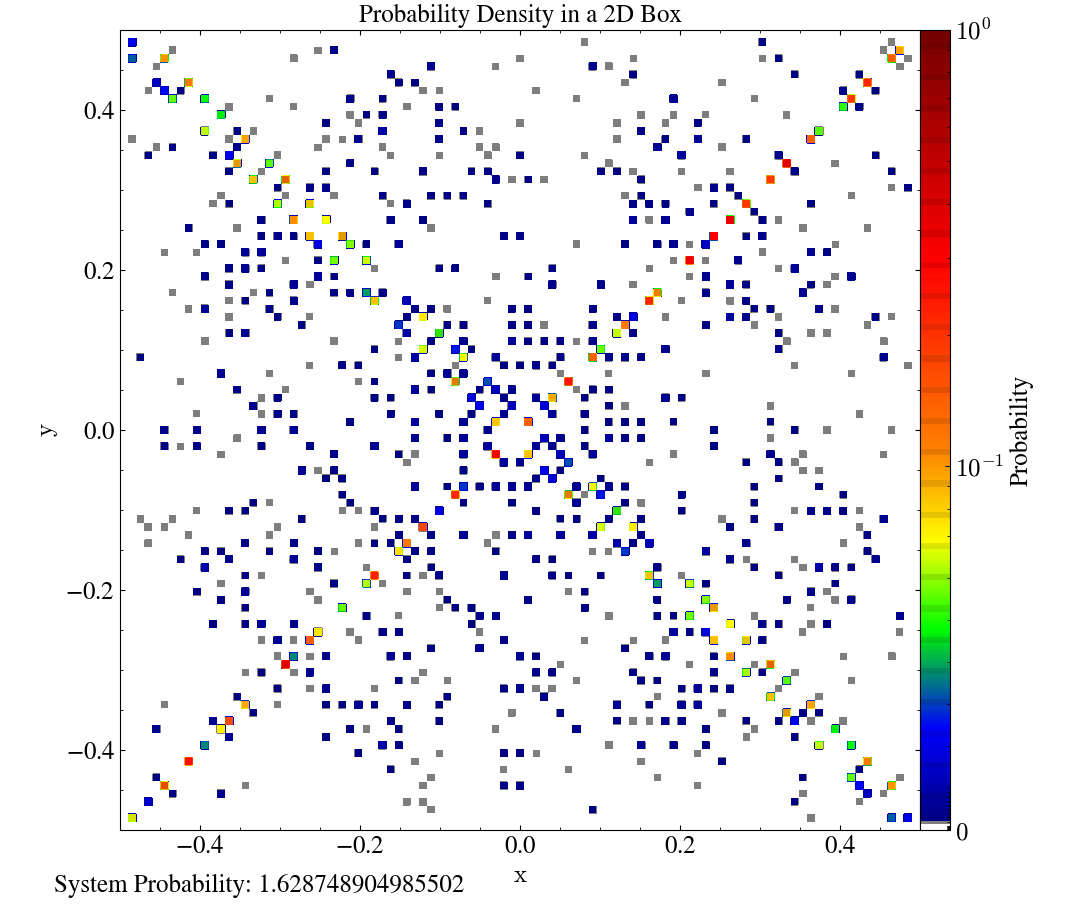 Probability Density in a 2D Box
10^0
0.4
0.2
0.0
−0.2
−0.4
y
10^−1
Probability
0
−0.4 −0.2 0.0 0.2 0.4
x
System Probability: 1.628748904985502